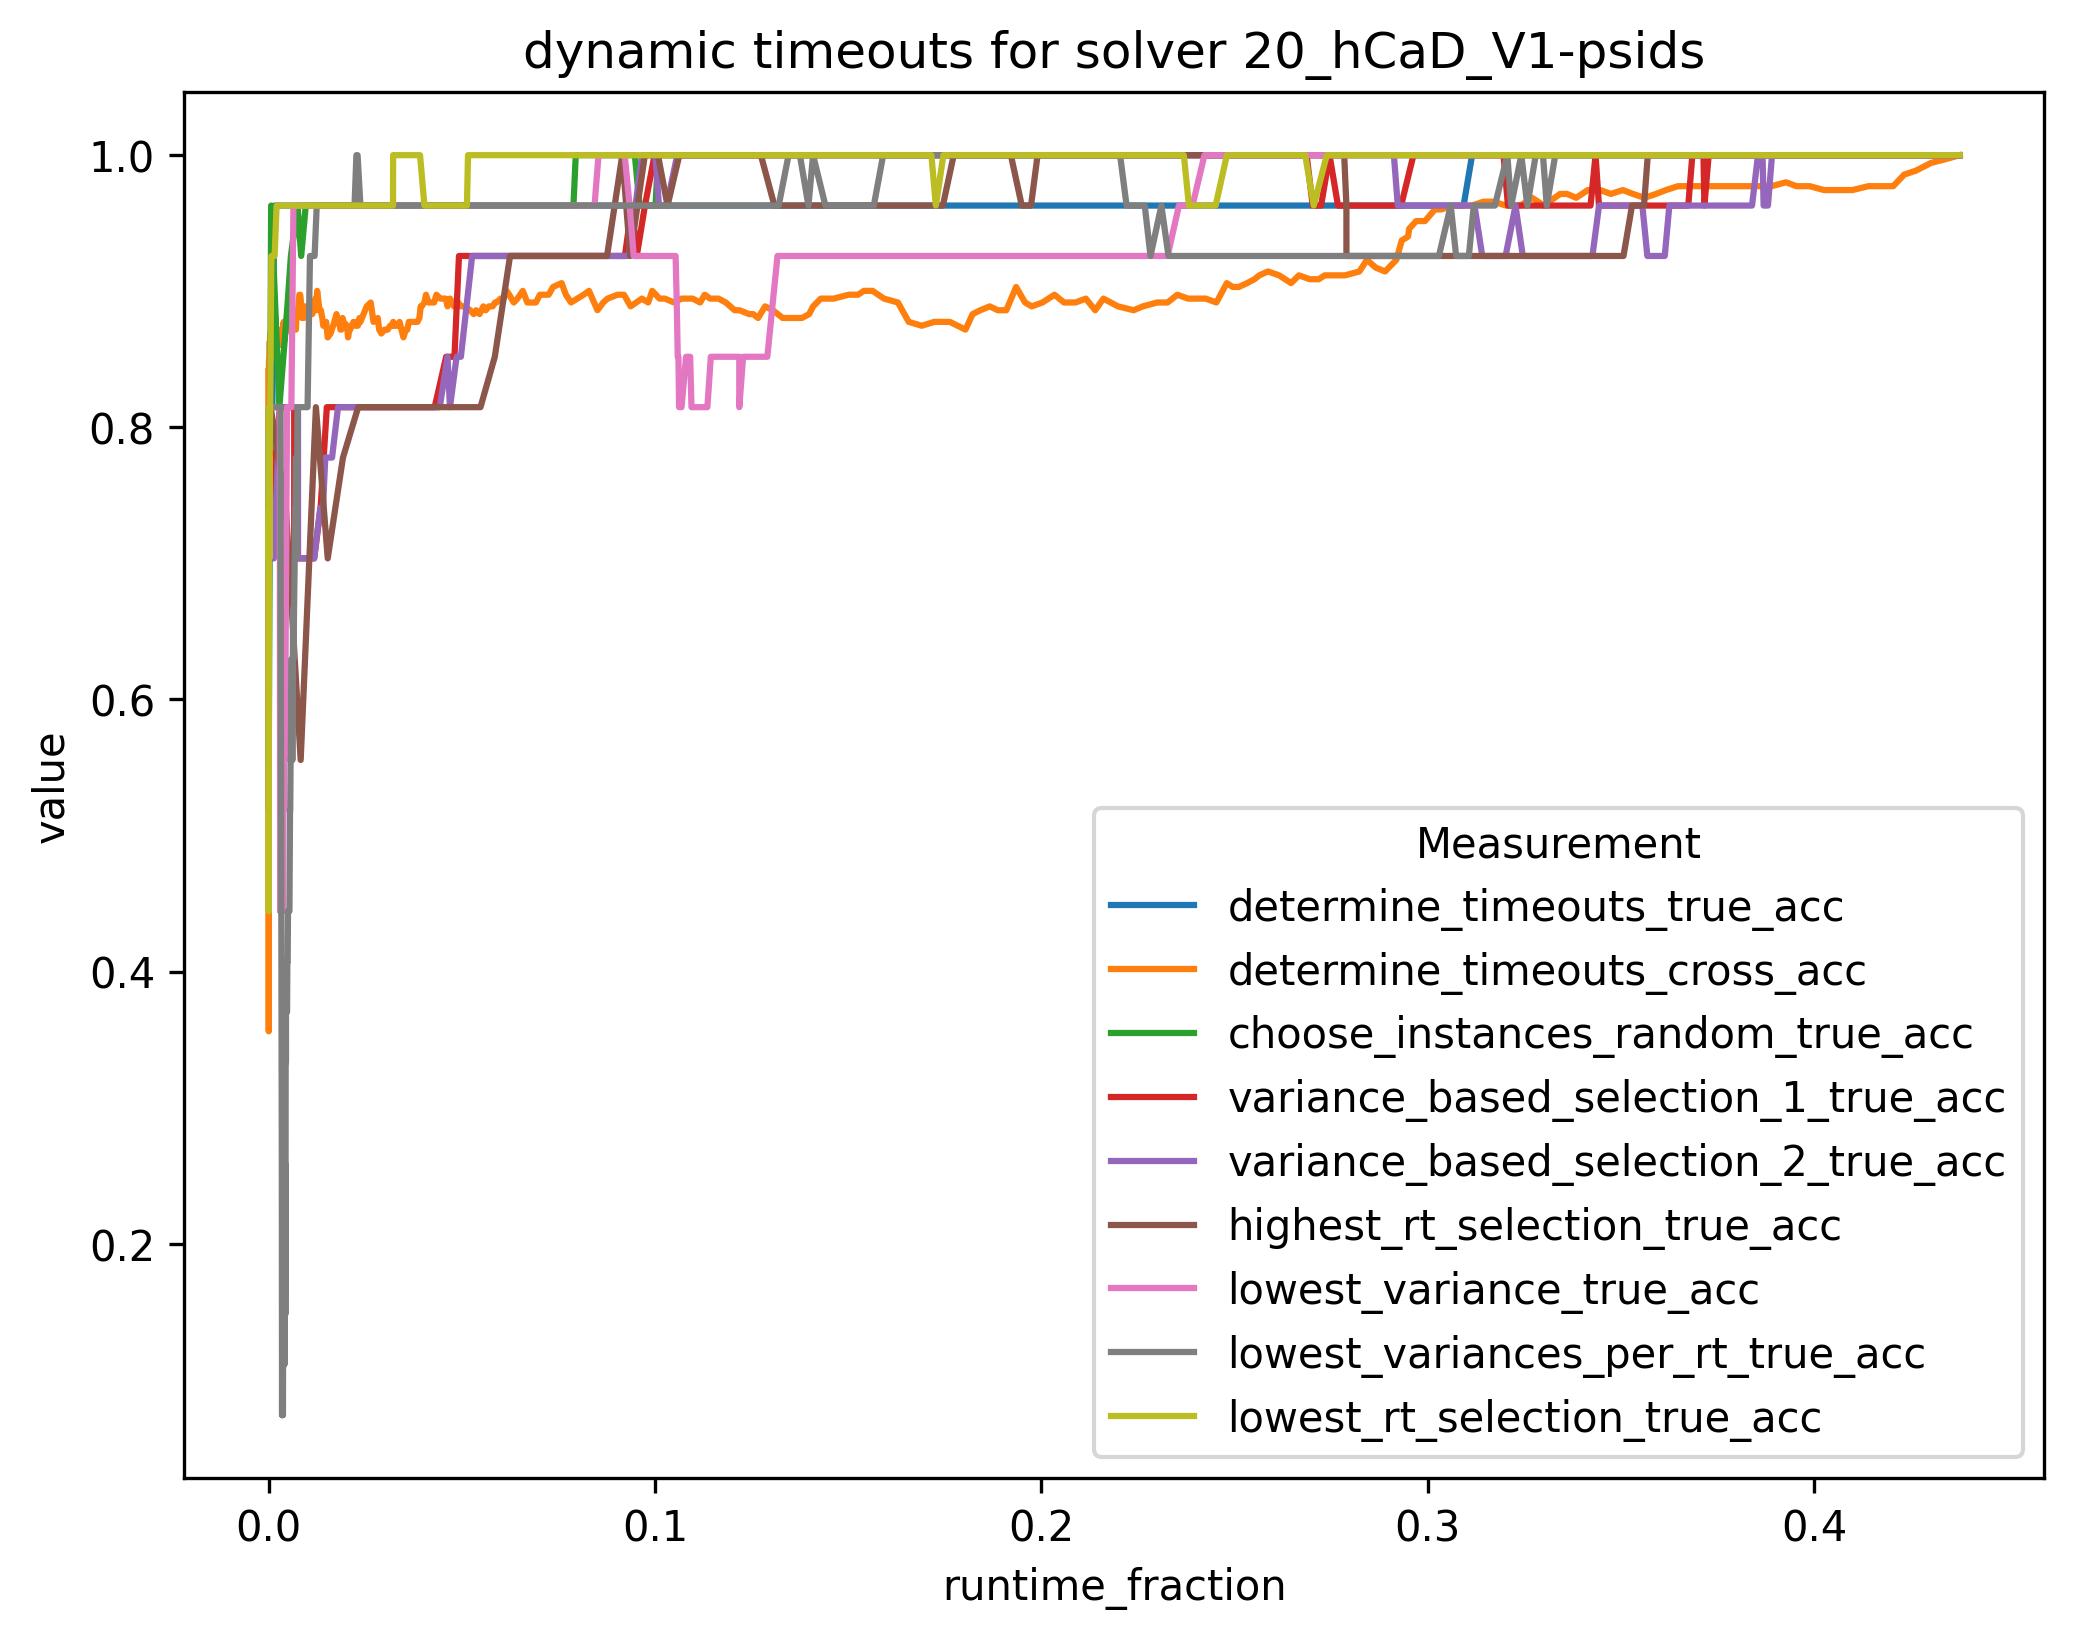 dynamic timeouts for solver 20_hCaD_V1-psids
1.0
0.8
0.6
0.4
0.2
value
0.0 0.1 0.2 0.3 0.4
runtime_fraction
Measurement
determine_timeouts_true_acc
determine_timeouts_cross_acc
choose_instances_random_true_acc
variance_based_selection_1_true_acc
variance_based_selection_2_true_acc
highest_rt_selection_true_acc
lowest_variance_true_acc
lowest_variances_per_rt_true_acc
lowest_rt_selection_true_acc